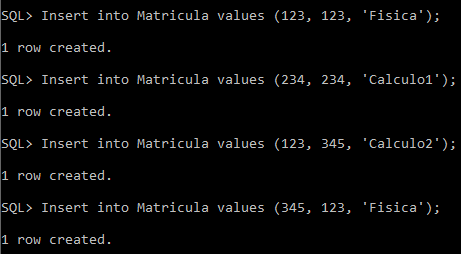 SQL> Insert into Matricula values (123, 123, 'Fisica');
1 row created.
SQL> Insert into Matricula values (234, 234, 'Calculo1');
1 row created.
SQL> Insert into Matricula values (123, 345, 'Calculo2');
1 row created.
SQL> Insert into Matricula values (345, 123, 'Fisica');
1 row created.